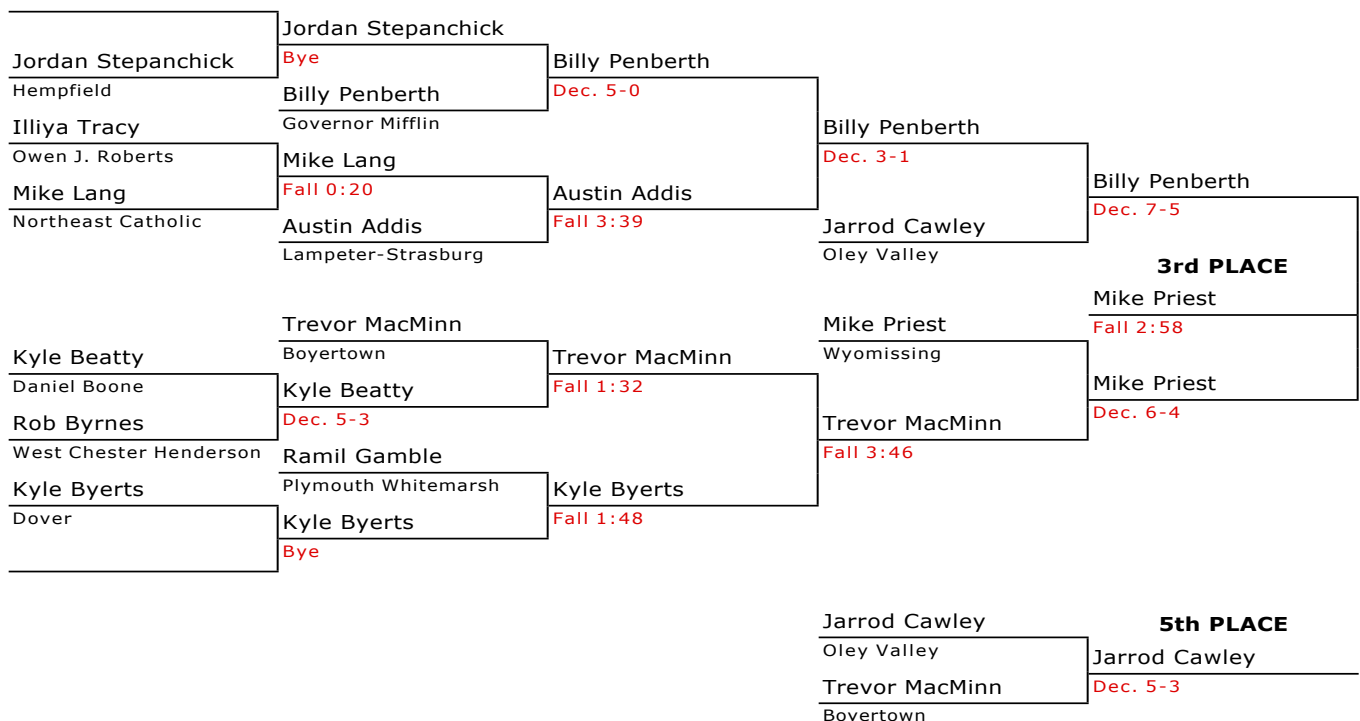 Jordan Stepanchick
Jordan Stepanchick
Bye
Billy Penberth
Hempfield
Billy Penberth
Dec. 5-0
Illiya Tracy
Governor Mifflin
Billy Penberth
Owen J. Roberts
Mike Lang
Dec. 3-1
Mike Lang
Fall 0:20
Austin Addis
Billy Penberth
Northeast Catholic
Austin Addis
Fall 3:39
Jarrod Cawley
Dec. 7-5
Lampeter-Strasburg
Oley Valley
3rd PLACE
Mike Priest
Trevor MacMinn
Mike Priest
Fall 2:58
Kyle Beatty
Boyertown
Trevor MacMinn
Wyomissing
Daniel Boone
Kyle Beatty
Fall 1:32
Mike Priest
Rob Byrnes
Dec. 5-3
Trevor MacMinn
Dec. 6-4
West Chester Henderson
Ramil Gamble
Fall 3:46
Kyle Byerts
Plymouth Whitemarsh
Kyle Byerts
Dover
Kyle Byerts
Fall 1:48
Bye
Jarrod Cawley
5th PLACE
Oley Valley
Jarrod Cawley
Trevor MacMinn
Dec. 5-3
Boyertown